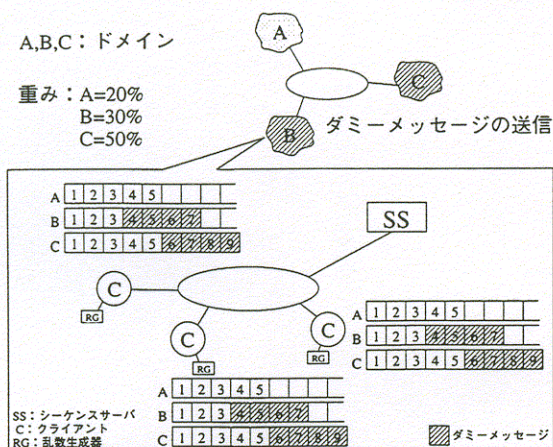 A,B,C：ドメイン
重み：A=20%
B=30%
C=50%
A
C
B
ダミーメッセージの送信
A 1 2 3 4 5
B 1 2 3 4 5 6 7
C 1 2 3 4 5 6 7 8 9
SS
C
RG
C
RG
C
RG
A 1 2 3 4 5
B 1 2 3 4 5 6 7
C 1 2 3 4 5 6 7 8 9
A 1 2 3 4 5
B 1 2 3 4 5 6 7
C 1 2 3 4 5 6 7 8 9
SS：シーケンスサーバ
C：クライアント
RG：乱数生成器
ダミーメッセージ